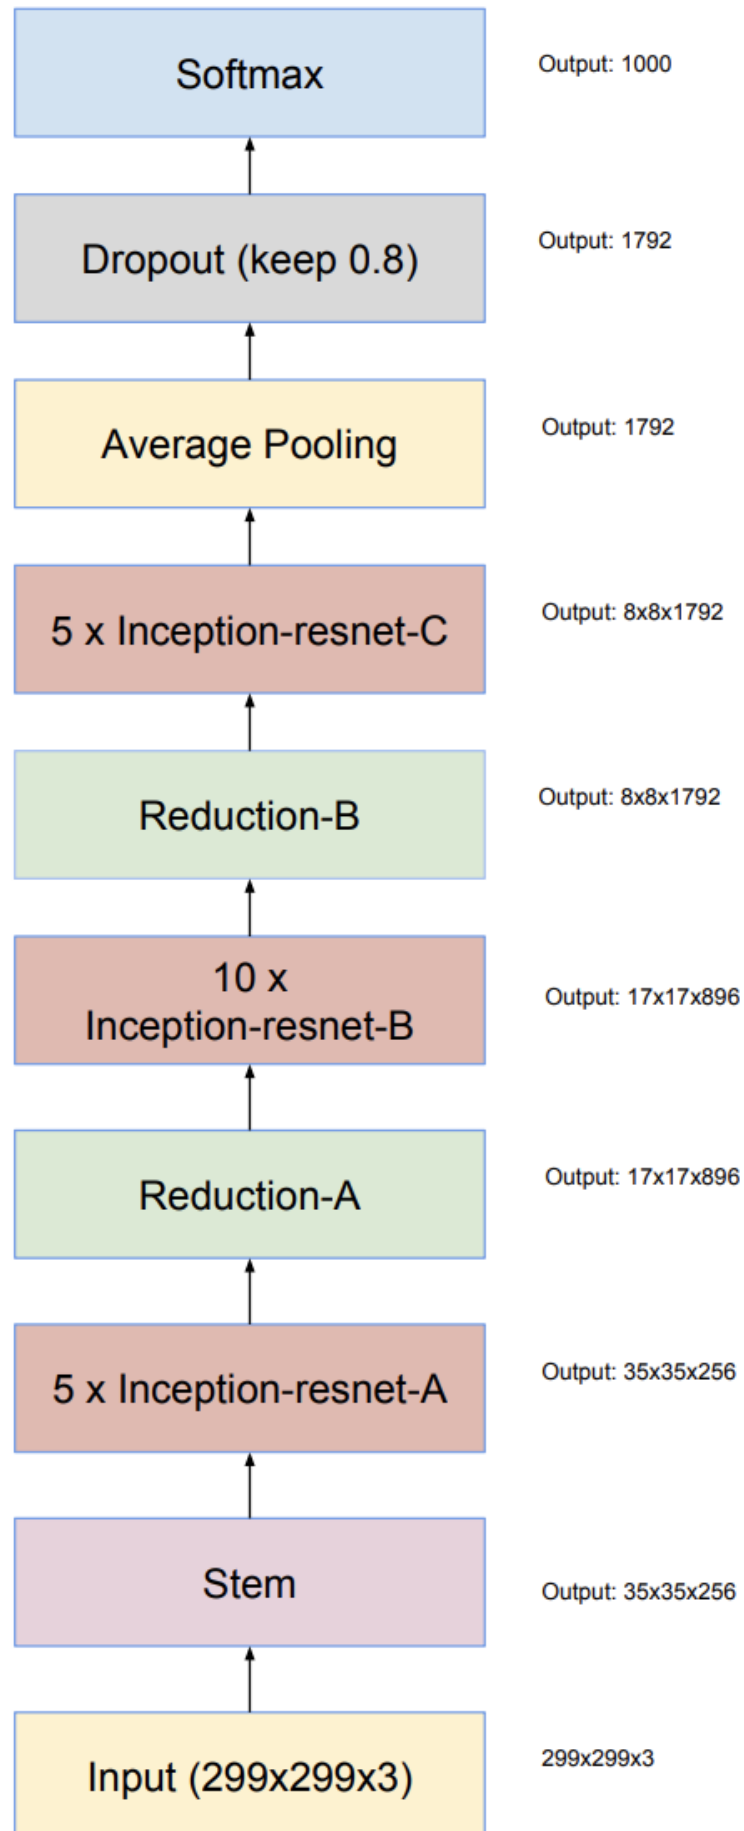 Softmax
Output: 1000
Dropout (keep 0.8)
Output: 1792
Average Pooling
Output: 1792
5 x Inception-resnet-C
Output: 8x8x1792
Reduction-B
Output: 8x8x1792
10 x
Inception-resnet-B
Output: 17x17x896
Reduction-A
Output: 17x17x896
5 x Inception-resnet-A
Output: 35x35x256
Stem
Output: 35x35x256
Input (299x299x3)
299x299x3